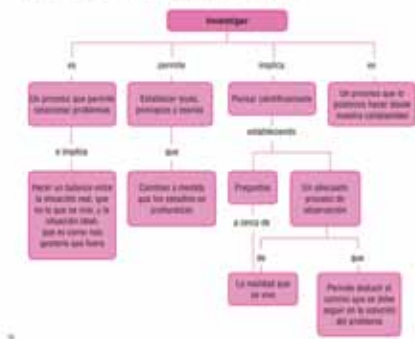 Investigar
es
permite
implica
es
Un proceso que permite
solucionar problemas
Establecer leyes,
principios y teorías
Pensar científicamente
Un proceso que lo
podemos hacer desde
nuestra cotidianidad
e implica
que
estableciendo
Hacer un balance entre
la situación real, que
es lo que se vive, y la
situación ideal,
que es como nos
gustaría que fuera
Cambian a medida
que los estudios se
profundizan
Preguntas
Un adecuado
proceso de
observación
a cerca de
de
que
La realidad que
se vive
Permite deducir el
camino que se debe
seguir en la solución
del problema